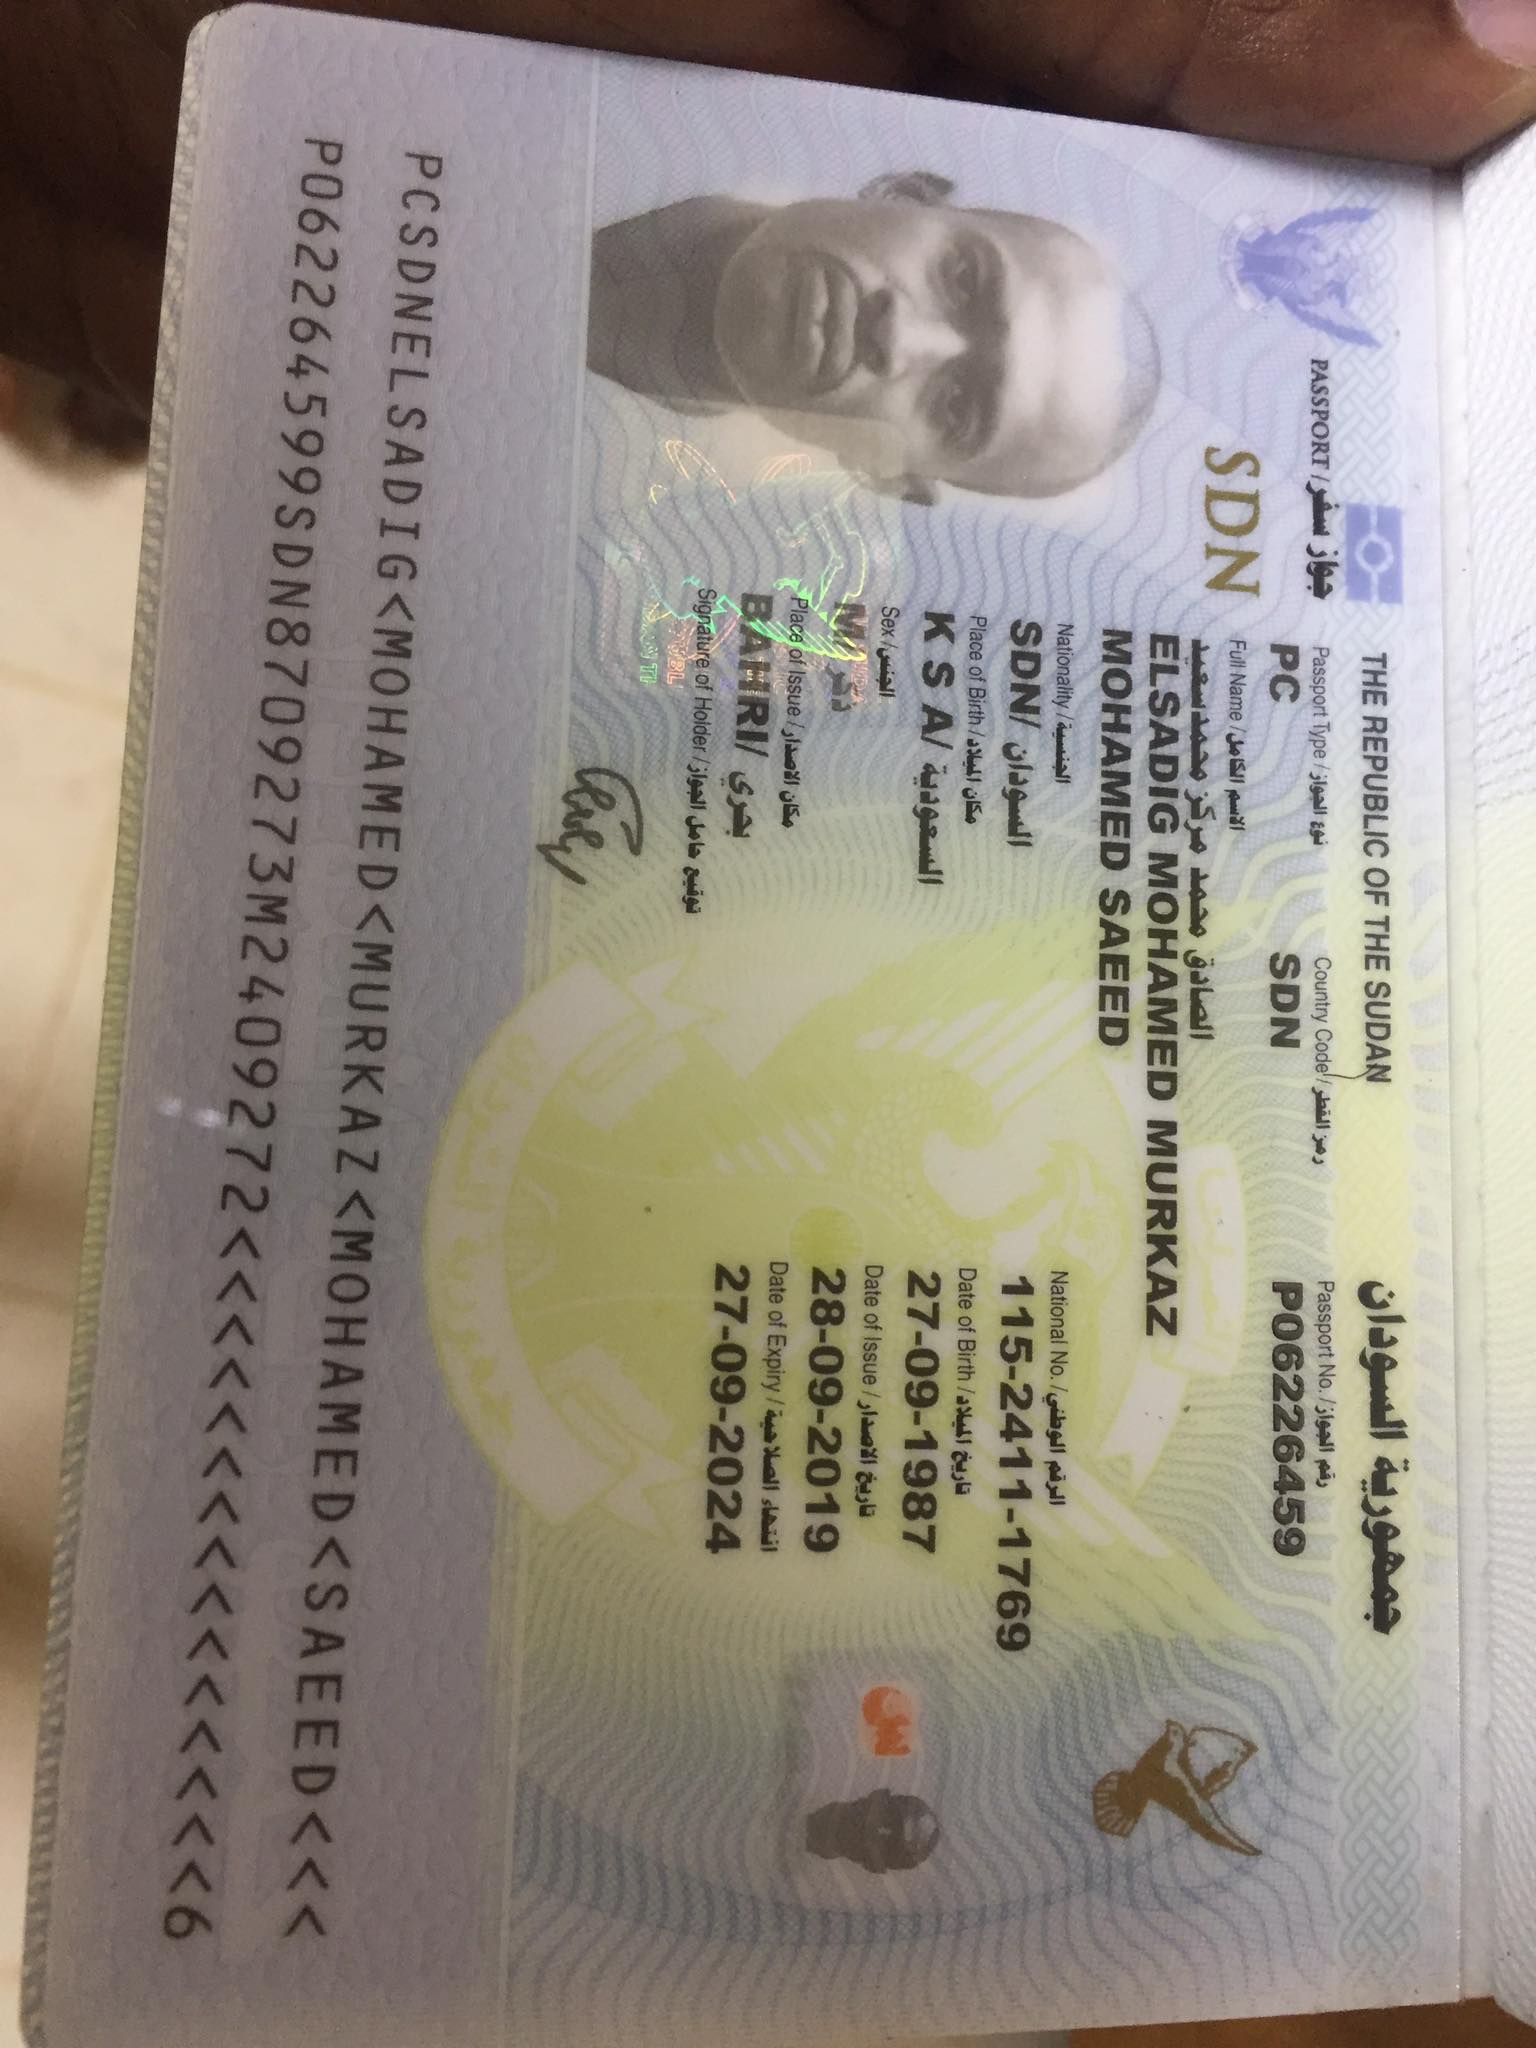 THE REPUBLIC OF THE SUDAN جمهورية السودان
PASSPORT / جواز سفر
Passport Type / نوع الجواز Country Code / رمز القطر Passport No. / رقم الجواز
PC SDN P06226459
SDN
Full Name / الاسم الكامل
الصادق محمد مركز محمدسعيد
ELSADIG MOHAMED MURKAZ
MOHAMED SAEED
Nationality / الجنسية National No. / الرقم الوطني
SDN/ السودان 115-2411-1769
Place of Birth / مكان الميلاد Date of Birth / تاريخ الميلاد
K S A/ السعودية 27-09-1987
Sex / الجنس Date of Issue / تاريخ الاصدار
28-09-2019
Place of Issue / مكان الاصدار Date of Expiry / انتهاء الصلاحية
BAHRI/ بحري 27-09-2024
Signature of Holder / توقيع حامل الجواز
PCSDNELSADIG<MOHAMED<MURKAZ<MOHAMED<SAEED<<<
P062264599SDN8709273M2409272<<<<<<<<<<<<<<<6